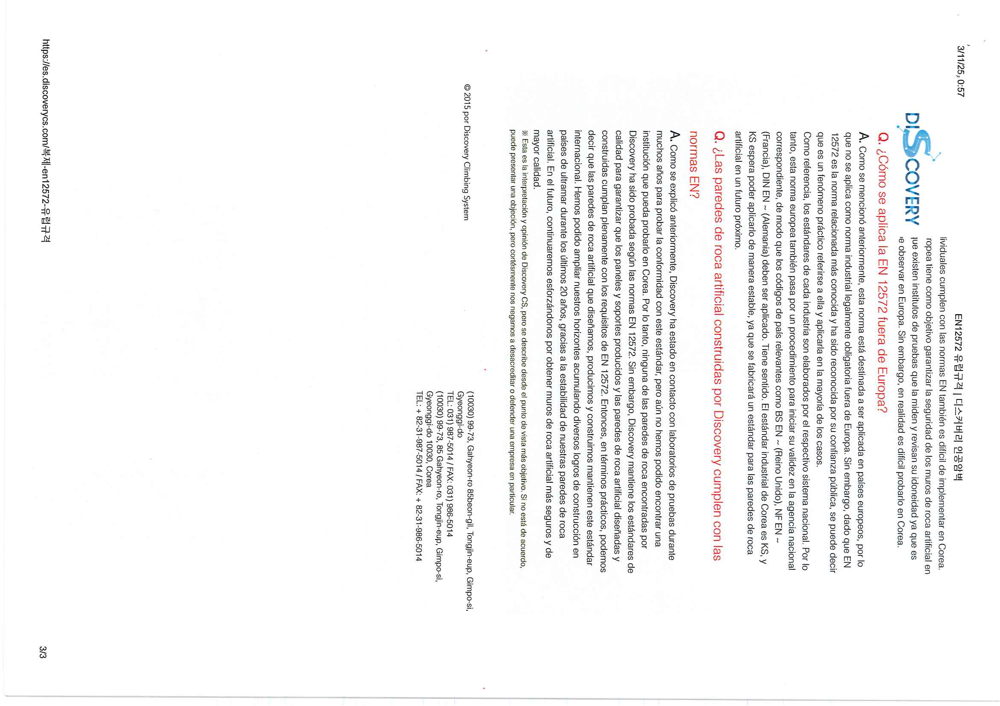 3/11/25, 0:57
EN12572 유럽규격 | 디스커버리 인공암벽
DISCOVERY
lividuales cumplen con las normas EN también es difícil de implementar en Corea.
ropea tiene como objetivo garantizar la seguridad de los muros de roca artificial en
que existen institutos de pruebas que la miden y revisan su idoneidad ya que es
e observar en Europa. Sin embargo, en realidad es difícil probarlo en Corea.
Q. ¿Cómo se aplica la EN 12572 fuera de Europa?
A. Como se mencionó anteriormente, esta norma está destinada a ser aplicada en países europeos, por lo
que no se aplica como norma industrial legalmente obligatoria fuera de Europa. Sin embargo, dado que EN
12572 es la norma relacionada más conocida y ha sido reconocida por su confianza pública, se puede decir
que es un fenómeno práctico referirse a ella y aplicarla en la mayoría de los casos.
Como referencia, los estándares de cada industria son elaborados por el respectivo sistema nacional. Por lo
tanto, esta norma europea también pasa por un procedimiento para iniciar su validez en la agencia nacional
correspondiente, de modo que los códigos de país relevantes como BS EN ~ (Reino Unido), NF EN ~
(Francia), DIN EN ~ (Alemania) deben ser aplicado. Tiene sentido. El estándar industrial de Corea es KS, y
KS espera poder aplicarlo de manera estable, ya que se fabricará un estándar para las paredes de roca
artificial en un futuro próximo.
Q. ¿Las paredes de roca artificial construidas por Discovery cumplen con las
normas EN?
A. Como se explicó anteriormente, Discovery ha estado en contacto con laboratorios de pruebas durante
muchos años para probar la conformidad con este estándar, pero aún no hemos podido encontrar una
institución que pueda probarlo en Corea. Por lo tanto, ninguna de las paredes de roca encontradas por
Discovery ha sido probada según las normas EN 12572. Sin embargo, Discovery mantiene los estándares de
calidad para garantizar que los paneles y soportes producidos y las paredes de roca artificial diseñadas y
construidas cumplan plenamente con los requisitos de EN 12572. Entonces, en términos prácticos, podemos
decir que las paredes de roca artificial que diseñamos, producimos y construimos mantienen este estándar
internacional. Hemos podido ampliar nuestros horizontes acumulando diversos logros de construcción en
países de ultramar durante los últimos 20 años, gracias a la estabilidad de nuestras paredes de roca
artificial. En el futuro, continuaremos esforzándonos por obtener muros de roca artificial más seguros y de
mayor calidad.
※ Esta es la interpretación y opinión de Discovery CS, pero se describe desde el punto de vista más objetivo. Si no está de acuerdo,
puede presentar una objeción, pero cortésmente nos negamos a desacreditar o defender una empresa en particular.
© 2015 por Discovery Climbing System
(10030) 99-73, Gahyeon-ro 85beon-gil, Tongjin-eup, Gimpo-si,
Gyeonggi-do
TEL: 031) 987-5014 / FAX: 031) 986-5014
(10030) 99-73, 85 Gahyeon-ro, Tongjin-eup, Gimpo-si,
Gyeonggi-do 10030, Corea
TEL: + 82-31-987-5014 / FAX: + 82-31-986-5014
https://es.discoverycs.com/복제-en12572-유럽규격
3/3